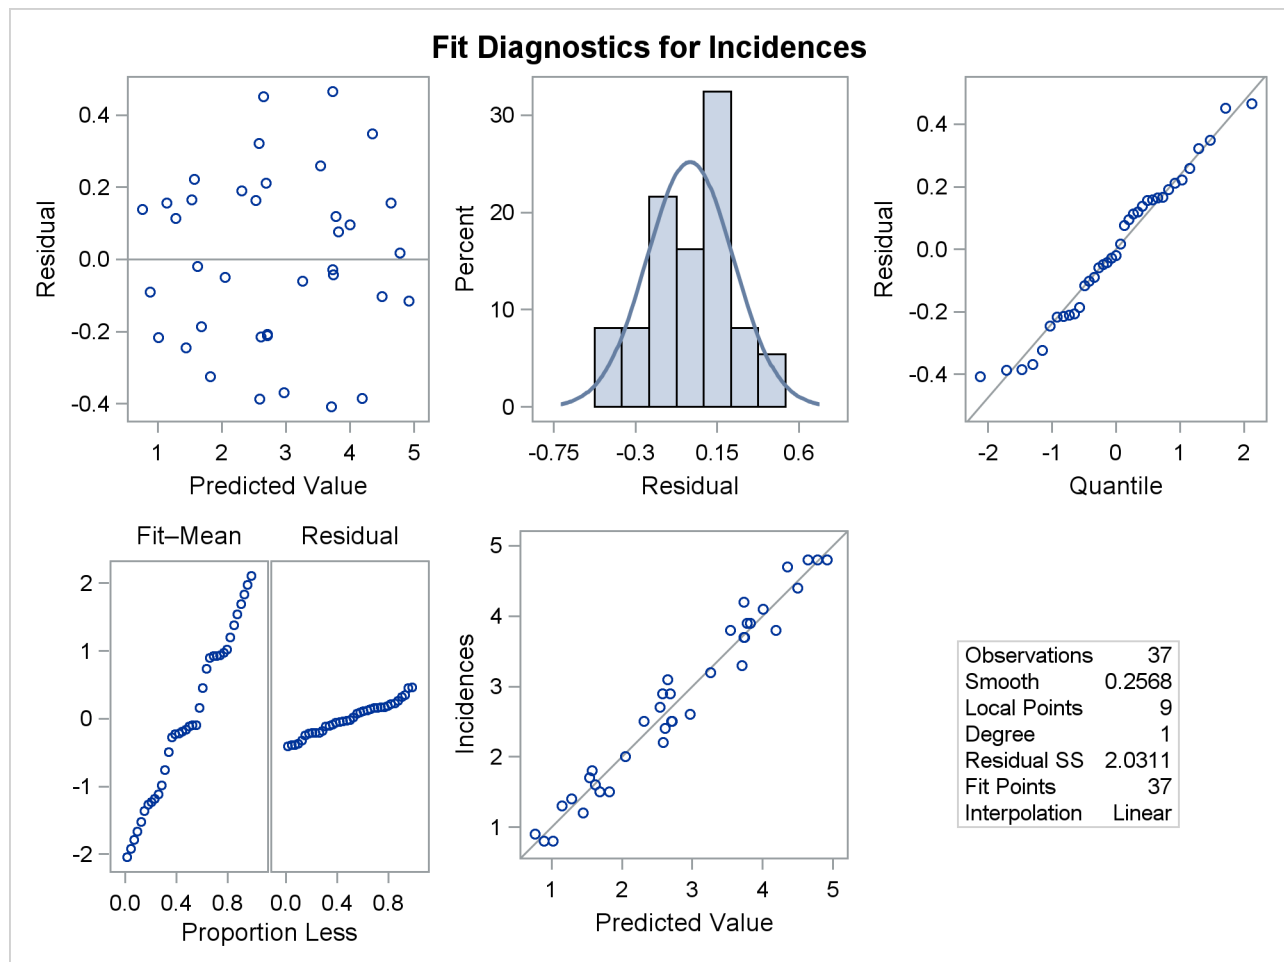 Fit Diagnostics for Incidences
0.4
0.2
0.0
-0.2
-0.4
Residual
1 2 3 4 5
Predicted Value
30
20
10
0
Percent
-0.75 -0.3 0.15 0.6
Residual
0.4
0.2
0.0
-0.2
-0.4
Residual
-2 -1 0 1 2
Quantile
Fit–Mean Residual
2
1
0
-1
-2
0.0 0.4 0.8 0.0 0.4 0.8
Proportion Less
5
4
3
2
1
Incidences
1 2 3 4 5
Predicted Value
Observations 37
Smooth 0.2568
Local Points 9
Degree 1
Residual SS 2.0311
Fit Points 37
Interpolation Linear